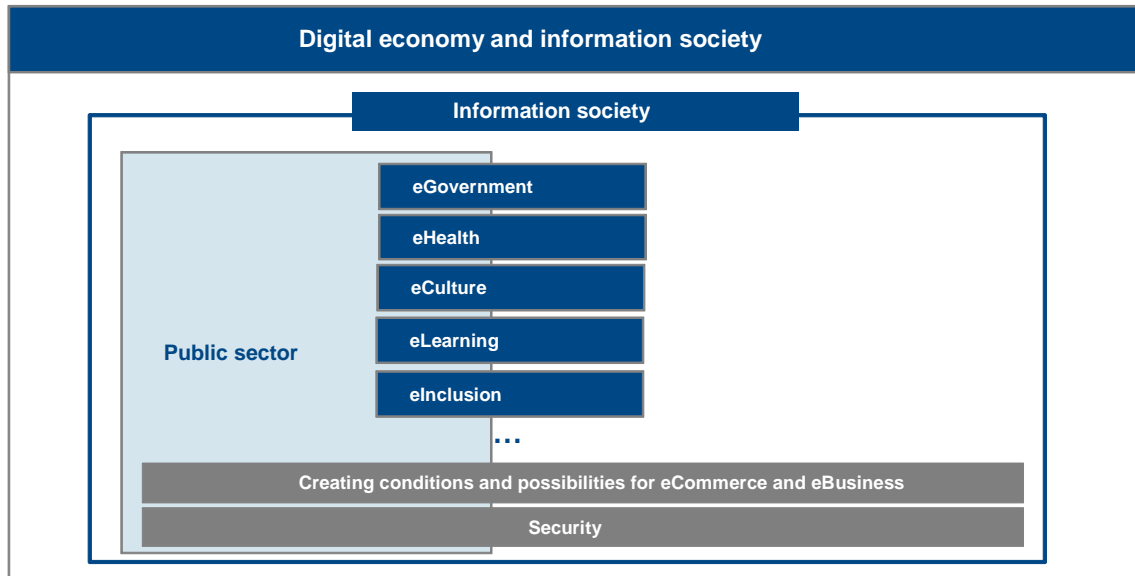 Digital economy and information society
Information society
eGovernment
eHealth
eCulture
eLearning
Public sector
eInclusion
...
Creating conditions and possibilities for eCommerce and eBusiness
Security